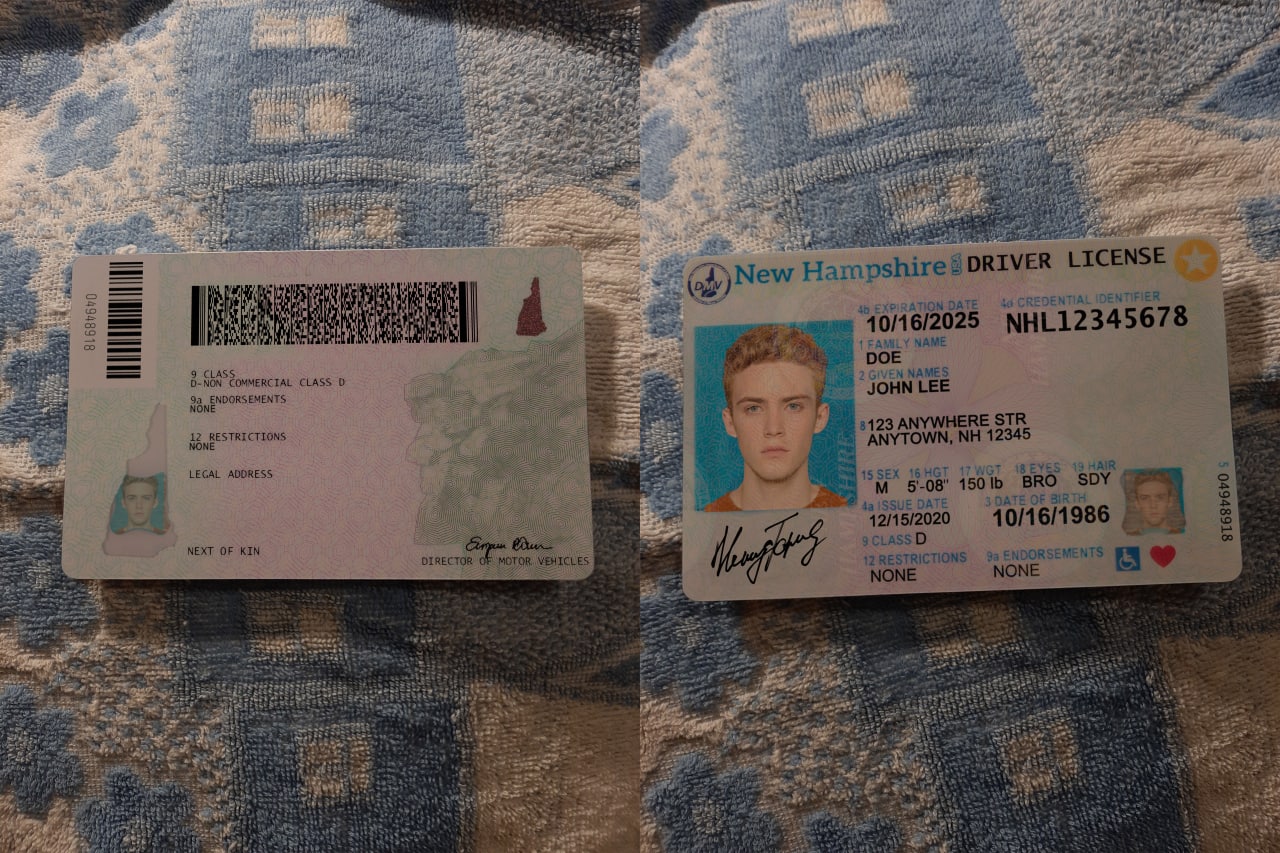 04948918
9 CLASS
D-NON COMMERCIAL CLASS D
9a ENDORSEMENTS
NONE
12 RESTRICTIONS
NONE
LEGAL ADDRESS
NEXT OF KIN
DIRECTOR OF MOTOR VEHICLES
DMV
New Hampshire USA DRIVER LICENSE
4b EXPIRATION DATE
10/16/2025
4d CREDENTIAL IDENTIFIER
NHL12345678
1 FAMILY NAME
DOE
2 GIVEN NAMES
JOHN LEE
8 123 ANYWHERE STR
ANYTOWN, NH 12345
15 SEX 16 HGT 17 WGT 18 EYES 19 HAIR
M 5'-08" 150 lb BRO SDY
4a ISSUE DATE
12/15/2020
3 DATE OF BIRTH
10/16/1986
9 CLASS D
12 RESTRICTIONS
NONE
9a ENDORSEMENTS
NONE
5 04948918